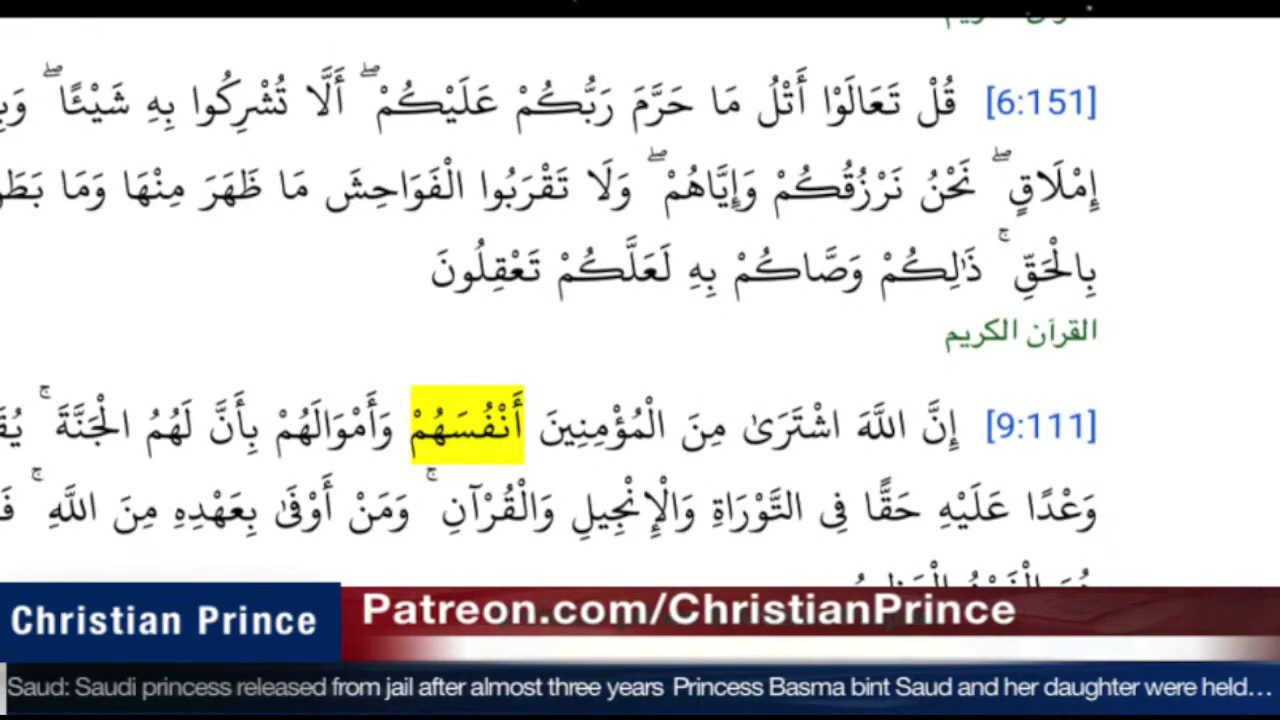 [6:151] قُلْ تَعَالَوْا أَتْلُ مَا حَرَّمَ رَبُّكُمْ عَلَيْكُمْ ۖ أَلَّا تُشْرِكُوا بِهِ شَيْئًا ۖ
إِمْلَاقٍ ۖ نَحْنُ نَرْزُقُكُمْ وَإِيَّاهُمْ ۖ وَلَا تَقْرَبُوا الْفَوَاحِشَ مَا ظَهَرَ مِنْهَا وَمَا
بِالْحَقِّ ۚ ذَٰلِكُمْ وَصَّاكُمْ بِهِ لَعَلَّكُمْ تَعْقِلُونَ
القرآن الكريم
[9:111] إِنَّ اللَّهَ اشْتَرَىٰ مِنَ الْمُؤْمِنِينَ أَنْفُسَهُمْ وَأَمْوَالَهُمْ بِأَنَّ لَهُمُ الْجَنَّةَ ۚ
وَعْدًا عَلَيْهِ حَقًّا فِي التَّوْرَاةِ وَالْإِنْجِيلِ وَالْقُرْآنِ ۚ وَمَنْ أَوْفَىٰ بِعَهْدِهِ مِنَ اللَّهِ ۚ
Christian Prince
Patreon.com/ChristianPrince
Saud: Saudi princess released from jail after almost three years Princess Basma bint Saud and her daughter were held...